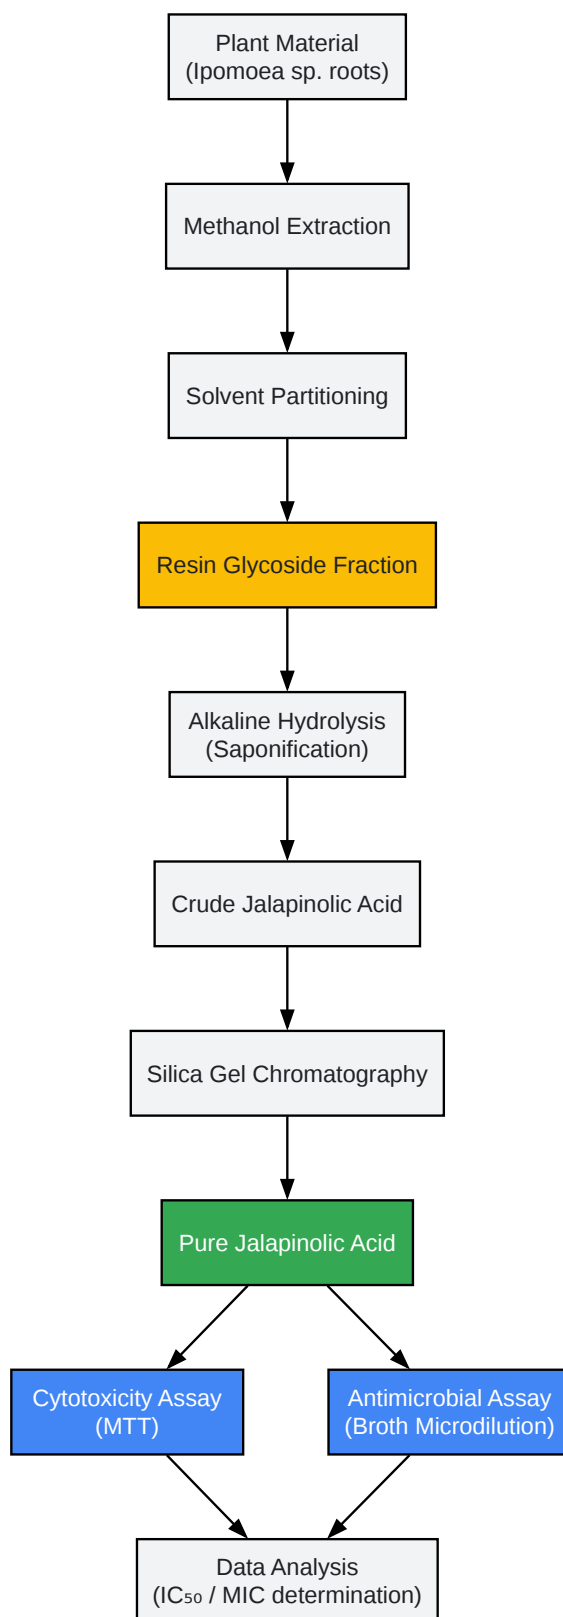 Plant Material
(Ipomoea sp. roots)
Methanol Extraction
Solvent Partitioning
Resin Glycoside Fraction
Alkaline Hydrolysis
(Saponification)
Crude Jalapinolic Acid
Silica Gel Chromatography
Pure Jalapinolic Acid
Cytotoxicity Assay
(MTT)
Antimicrobial Assay
(Broth Microdilution)
Data Analysis
(IC₅₀ / MIC determination)